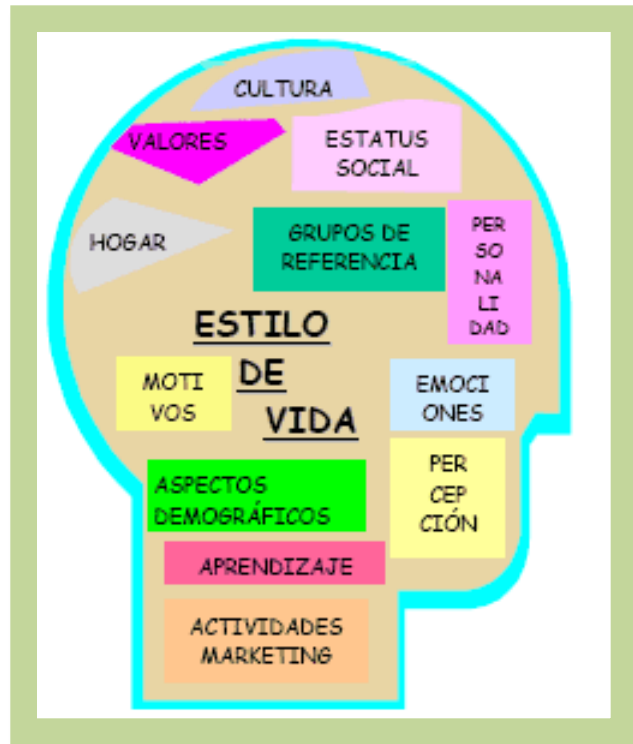 CULTURA
VALORES
ESTATUS
SOCIAL
HOGAR
GRUPOS DE
REFERENCIA
PER
SO
NA
LI
DAD
ESTILO
DE
VIDA
MOTI
VOS
EMOCI
ONES
PER
CEP
CIÓN
ASPECTOS
DEMOGRÁFICOS
APRENDIZAJE
ACTIVIDADES
MARKETING